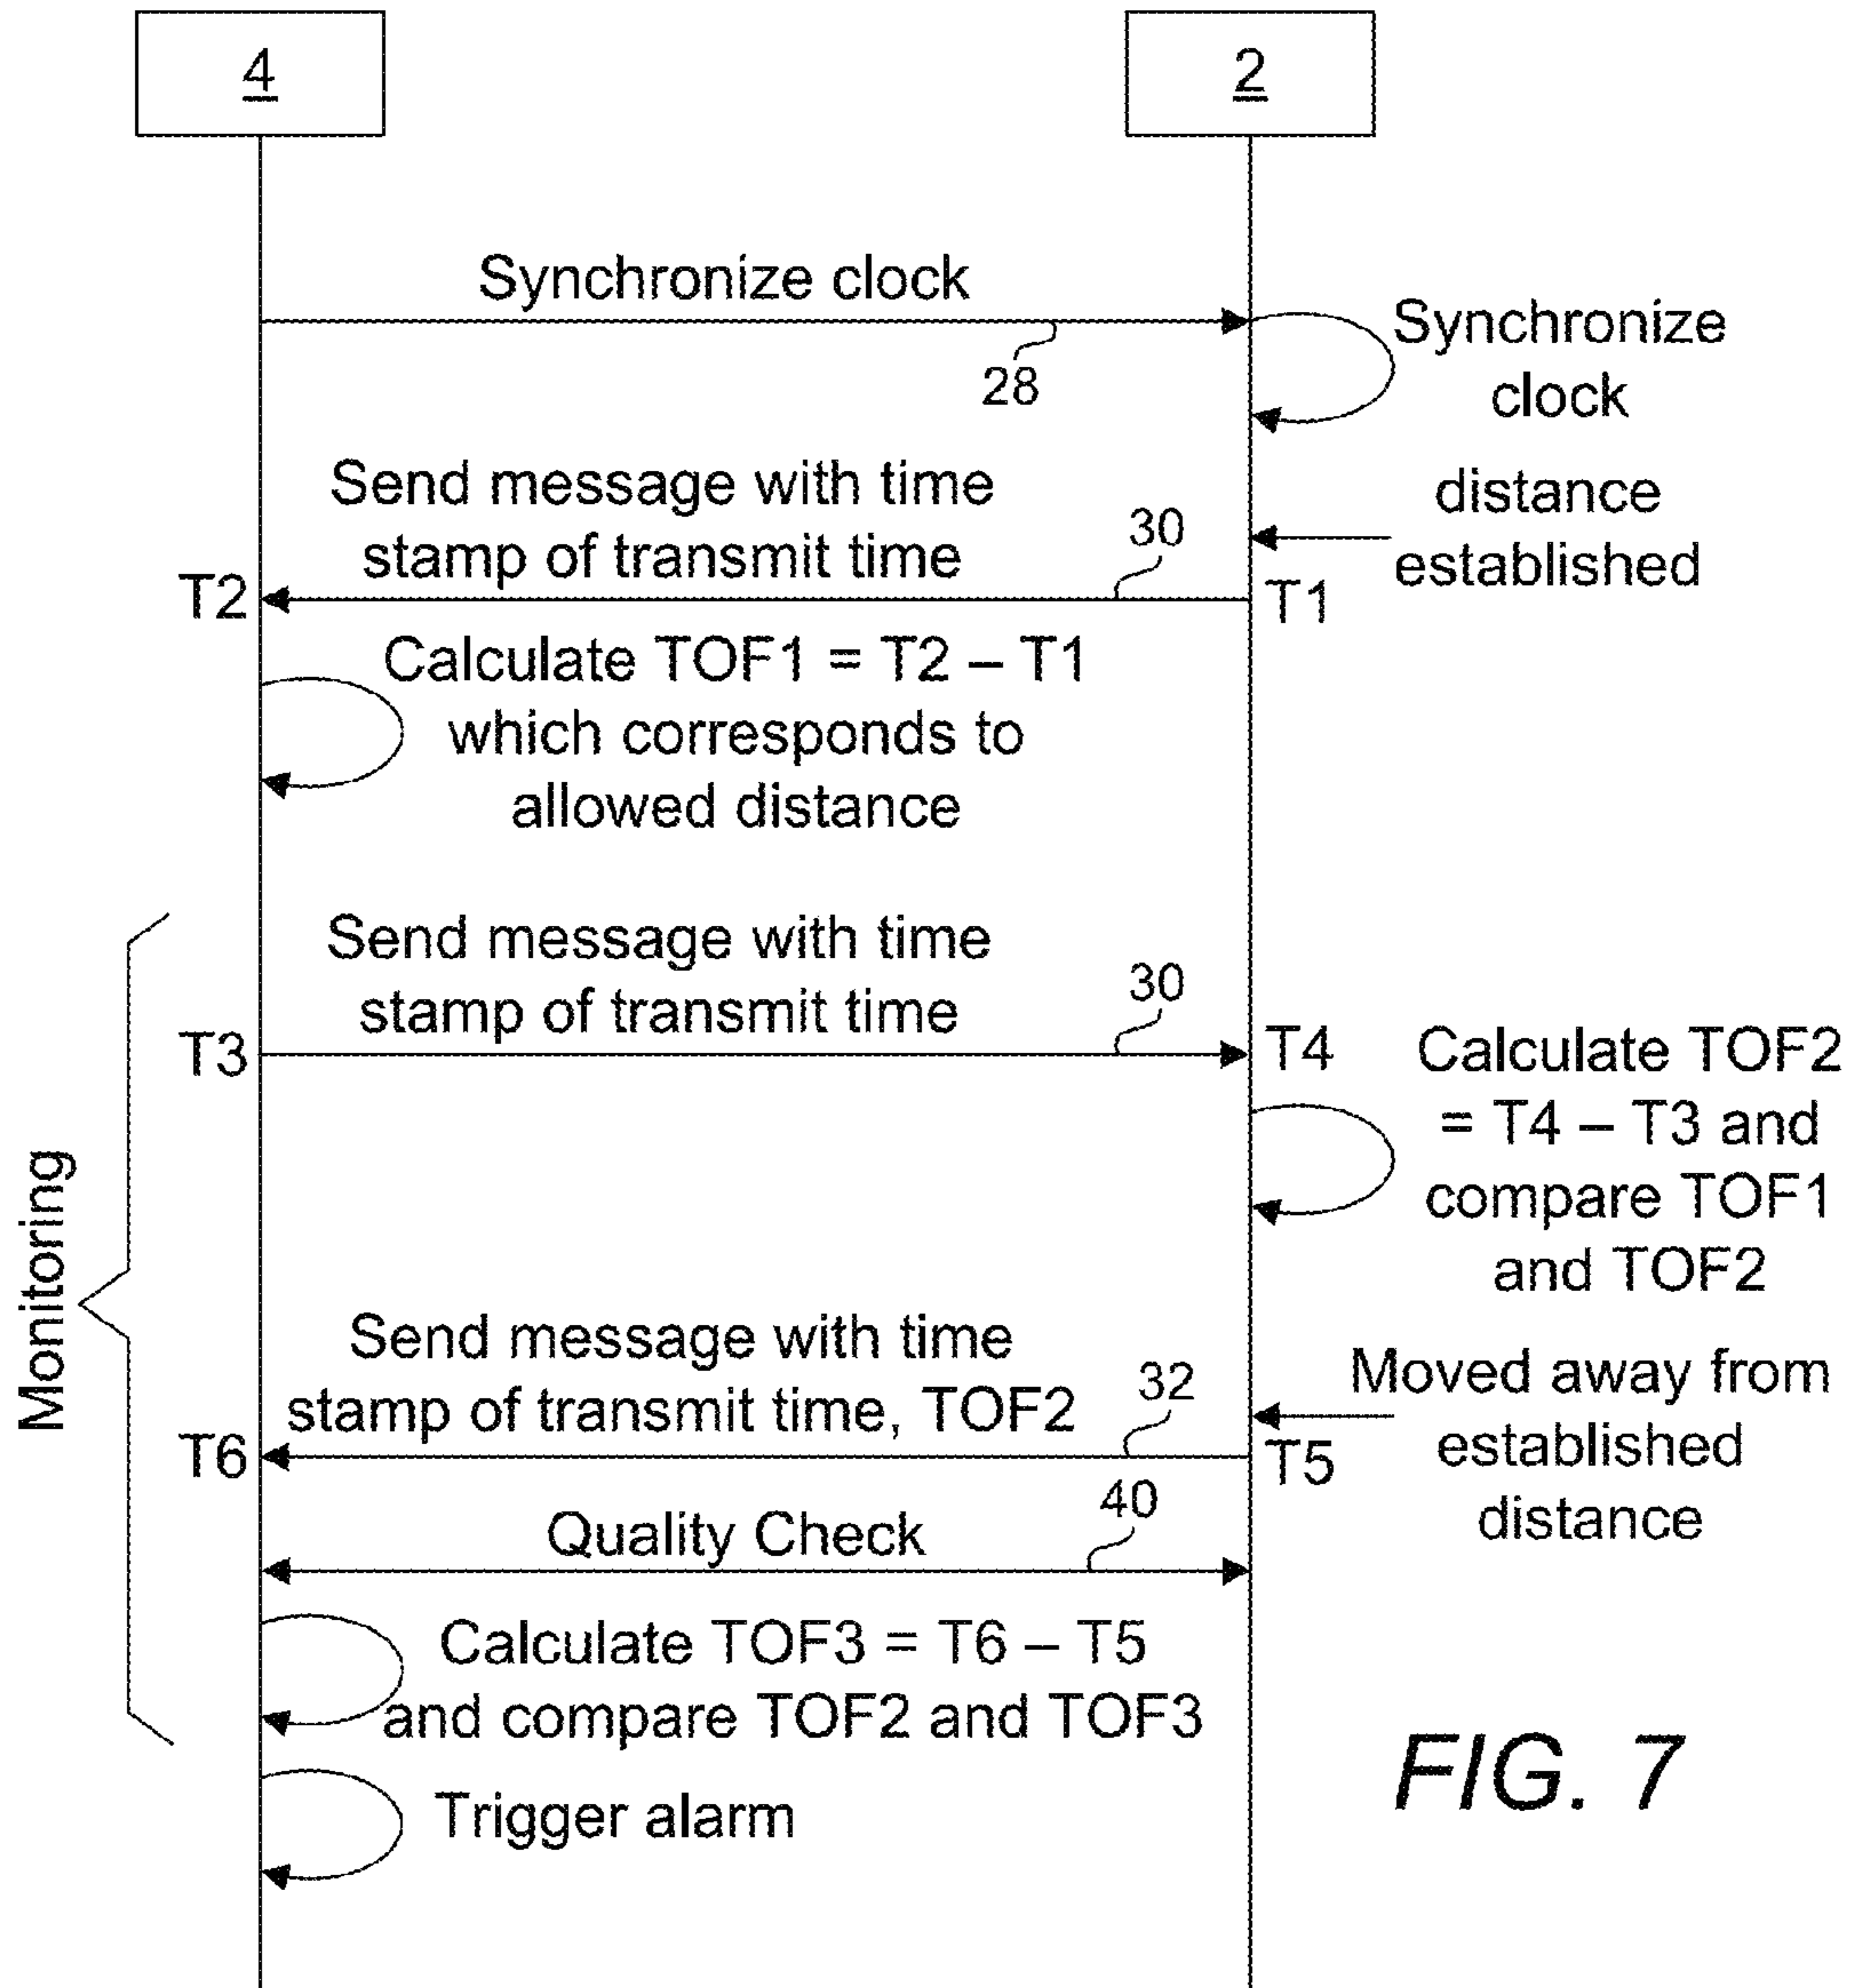 4
2
Synchronize clock
28
Synchronize
clock
distance
established
Send message with time
stamp of transmit time
30
T2
T1
Calculate TOF1 = T2 – T1
which corresponds to
allowed distance
Monitoring
Send message with time
stamp of transmit time
30
T3
T4
Calculate TOF2
= T4 – T3 and
compare TOF1
and TOF2
Send message with time
stamp of transmit time, TOF2
32
T6
T5
Moved away from
established
distance
Quality Check
40
Calculate TOF3 = T6 – T5
and compare TOF2 and TOF3
Trigger alarm
FIG. 7